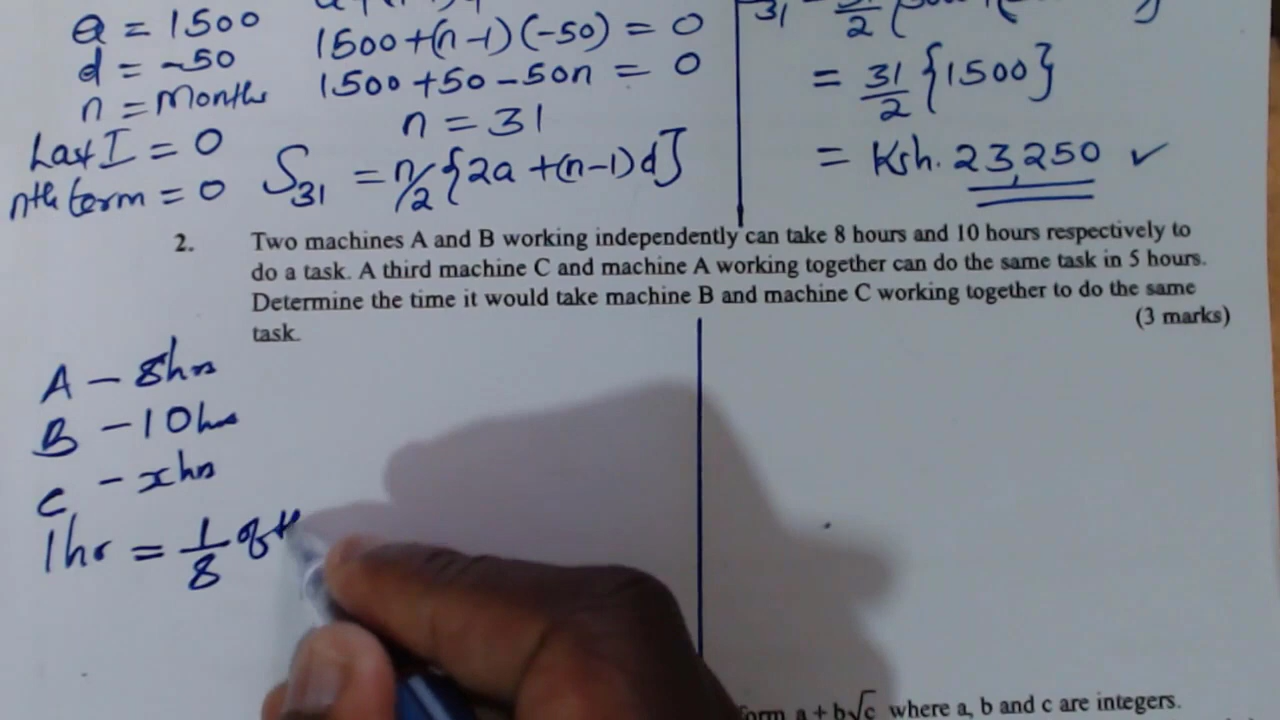 a = 1500
d = -50
n = Months
Last I = 0
nth term = 0
1500+(n-1)(-50) = 0
1500+50-50n = 0
n = 31
S31 = n/2{2a+(n-1)d]
31
= 31/2 {1500}
= Ksh. 23,250 ✓
2. Two machines A and B working independently can take 8 hours and 10 hours respectively to
do a task. A third machine C and machine A working together can do the same task in 5 hours.
Determine the time it would take machine B and machine C working together to do the same
task. (3 marks)
A - 8hrs
B - 10hrs
C - x hrs
1hr = 1/8 of
form a + b√c where a, b and c are integers.